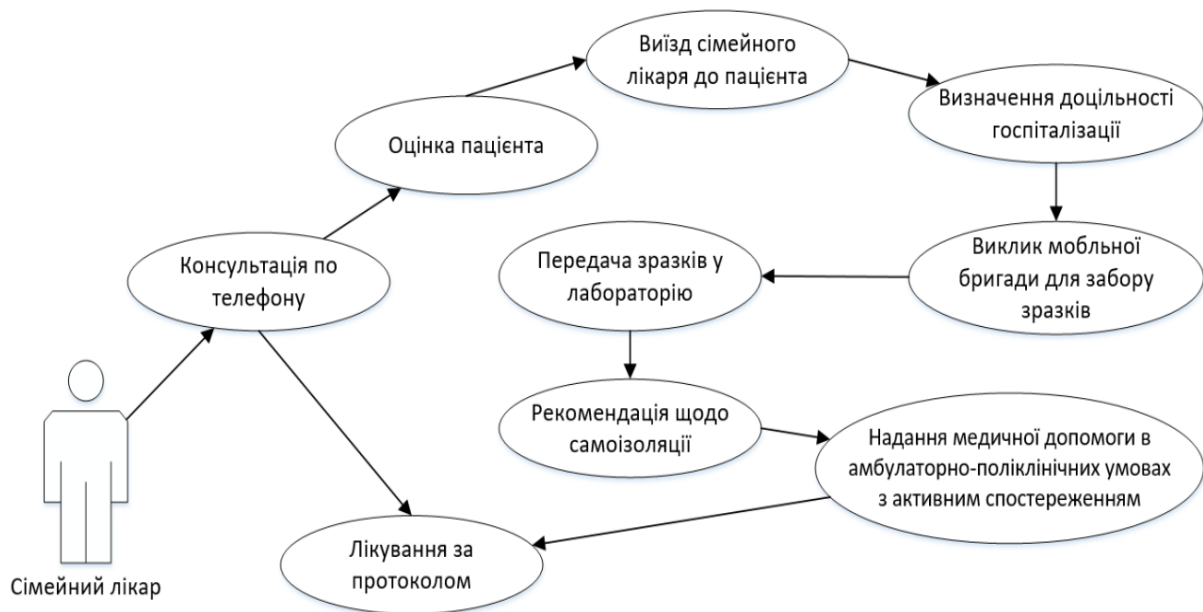 Виїзд сімейного
лікаря до пацієнта
Визначення доцільності
госпіталізації
Оцінка пацієнта
Консультація по
телефону
Передача зразків у
лабораторію
Виклик мобльної
бригади для забору
зразків
Рекомендація щодо
самоізоляції
Надання медичної допомоги в
амбулаторно-поліклінічних умовах
з активним спостереженням
Лікування за
протоколом
Сімейний лікар